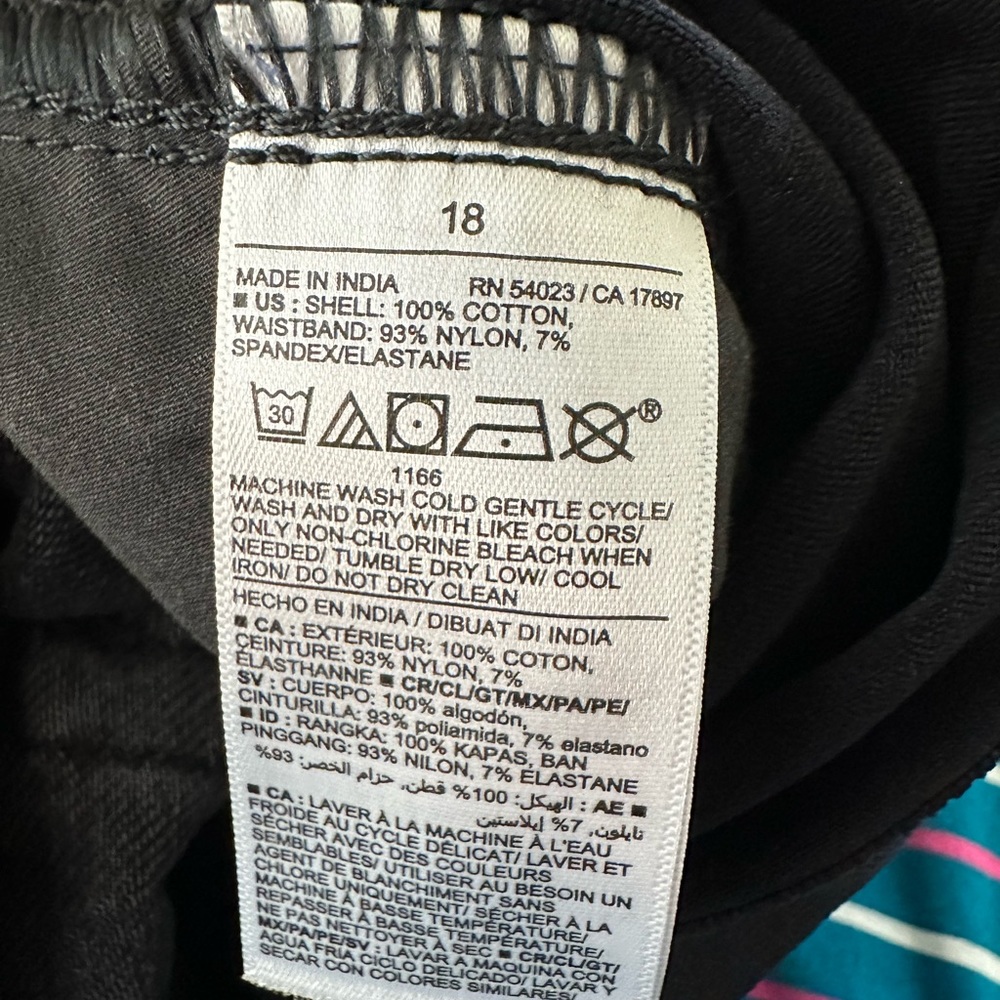 18
MADE IN INDIA RN 54023 / CA 17897
■ US : SHELL: 100% COTTON,
WAISTBAND: 93% NYLON, 7%
SPANDEX/ELASTANE
30 ®
1166
MACHINE WASH COLD GENTLE CYCLE/
WASH AND DRY WITH LIKE COLORS/
ONLY NON-CHLORINE BLEACH WHEN
NEEDED/ TUMBLE DRY LOW/ COOL
IRON/ DO NOT DRY CLEAN
HECHO EN INDIA / DIBUAT DI INDIA
■ CA : EXTÉRIEUR: 100% COTON,
CEINTURE: 93% NYLON, 7%
ÉLASTHANNE ■ CR/CL/GT/MX/PA/PE/
SV : CUERPO: 100% algodón,
CINTURILLA: 93% poliamida, 7% elastano
■ ID : RANGKA: 100% KAPAS, BAN
PINGGANG: 93% NILON, 7% ELASTANE
■ AE : الهيكل: 100% قطن, حزام الخصر: 93%
نايلون, 7% إيلاستين
■ CA : LAVER À LA MACHINE À L'EAU
FROIDE AU CYCLE DÉLICAT/ LAVER ET
SÉCHER AVEC DES COULEURS
SEMBLABLES/ UTILISER AU BESOIN UN
AGENT DE BLANCHIMENT SANS
CHLORE UNIQUEMENT/ SÉCHER À LA
MACHINE À BASSE TEMPÉRATURE/
REPASSER À BASSE TEMPÉRATURE/
NE PAS NETTOYER À SEC ■ CR/CL/GT/
MX/PA/PE/SV : LAVAR A MAQUINA CON
AGUA FRIA CICLO DELICADO/ LAVAR Y
SECAR CON COLORES SIMILARES/